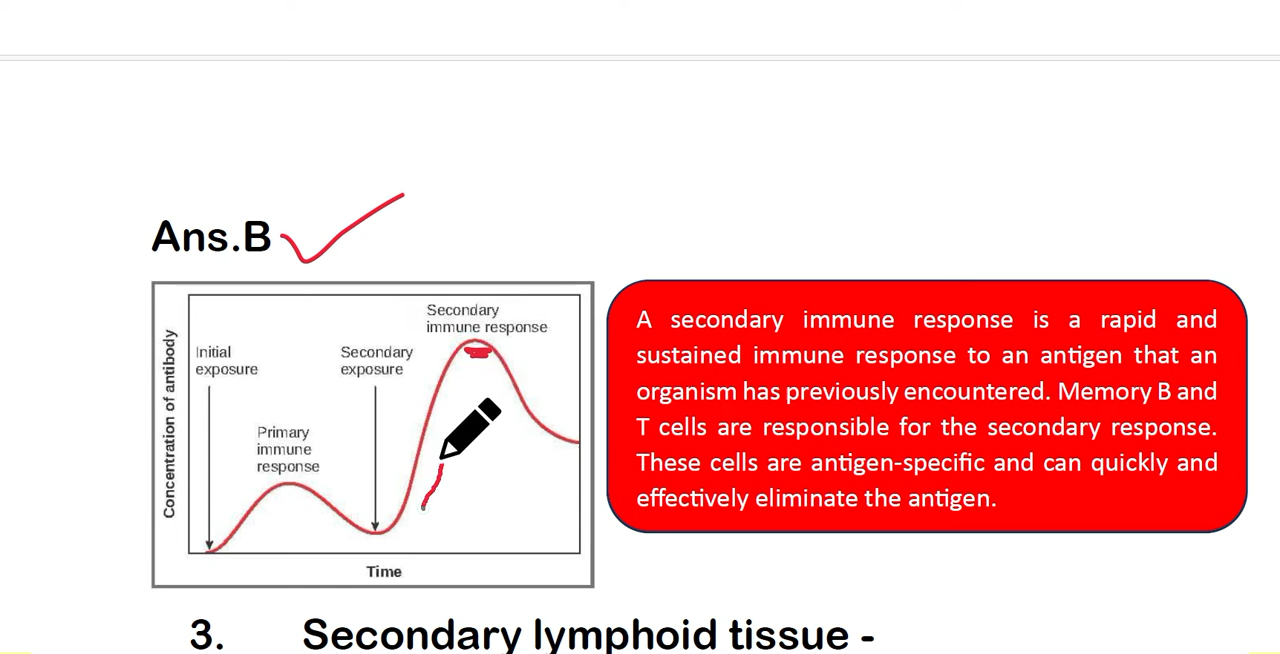 Ans.B
Secondary
immune response
Initial
exposure
Secondary
exposure
Primary
immune
response
Concentration of antibody
Time
A secondary immune response is a rapid and
sustained immune response to an antigen that an
organism has previously encountered. Memory B and
T cells are responsible for the secondary response.
These cells are antigen-specific and can quickly and
effectively eliminate the antigen.
3. Secondary lymphoid tissue -